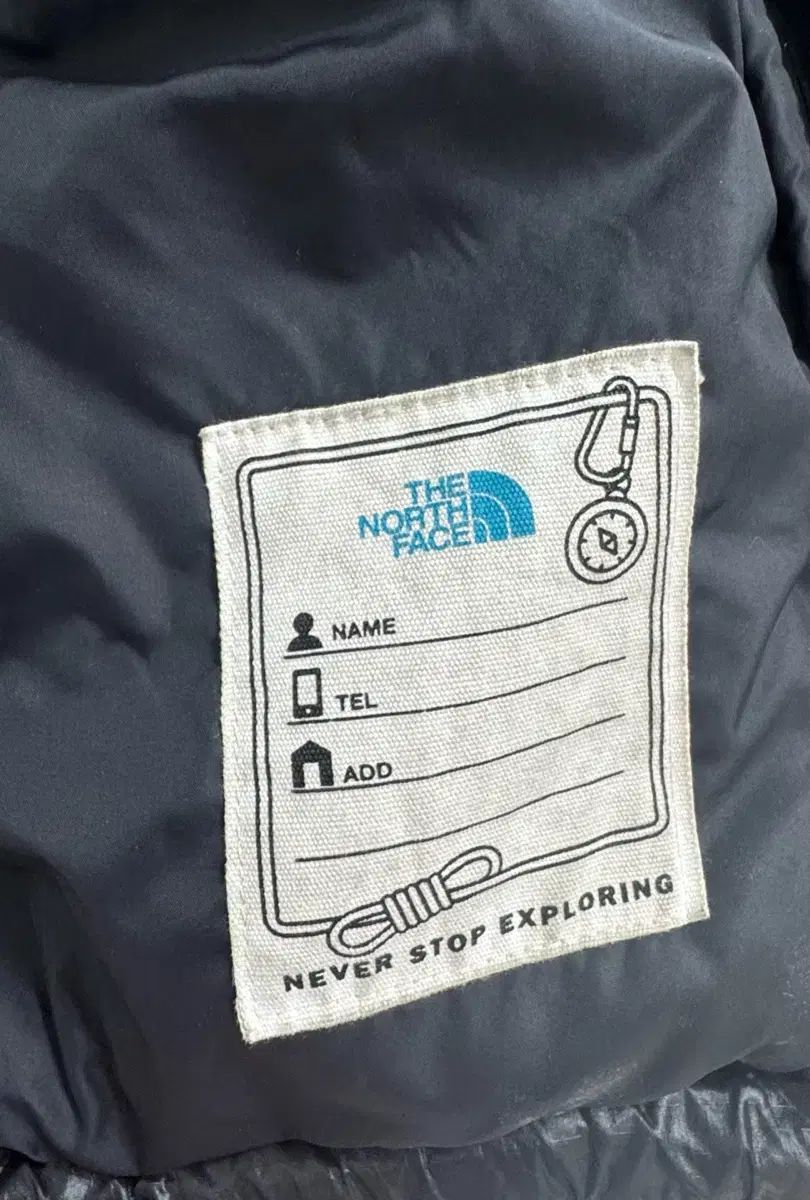 THE
NORTH
FACE
NAME
TEL
ADD
NEVER STOP EXPLORING